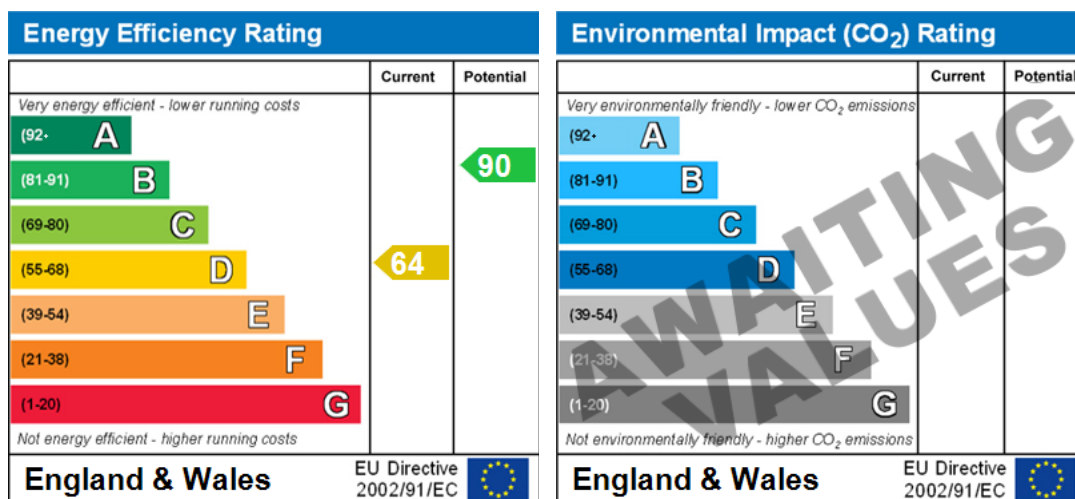 Energy Efficiency Rating
Current Potential
Very energy efficient - lower running costs
(92+ A
(81-91) B
90
(69-80) C
(55-68) D
64
(39-54) E
(21-38) F
(1-20) G
Not energy efficient - higher running costs
England & Wales
EU Directive
2002/91/EC
Environmental Impact (CO₂) Rating
Current Potential
Very environmentally friendly - lower CO₂ emissions
(92+ A
(81-91) B
(69-80) C
(55-68) D
(39-54) E
(21-38) F
(1-20) G
Not environmentally friendly - higher CO₂ emissions
AWAITING
VALUES
England & Wales
EU Directive
2002/91/EC